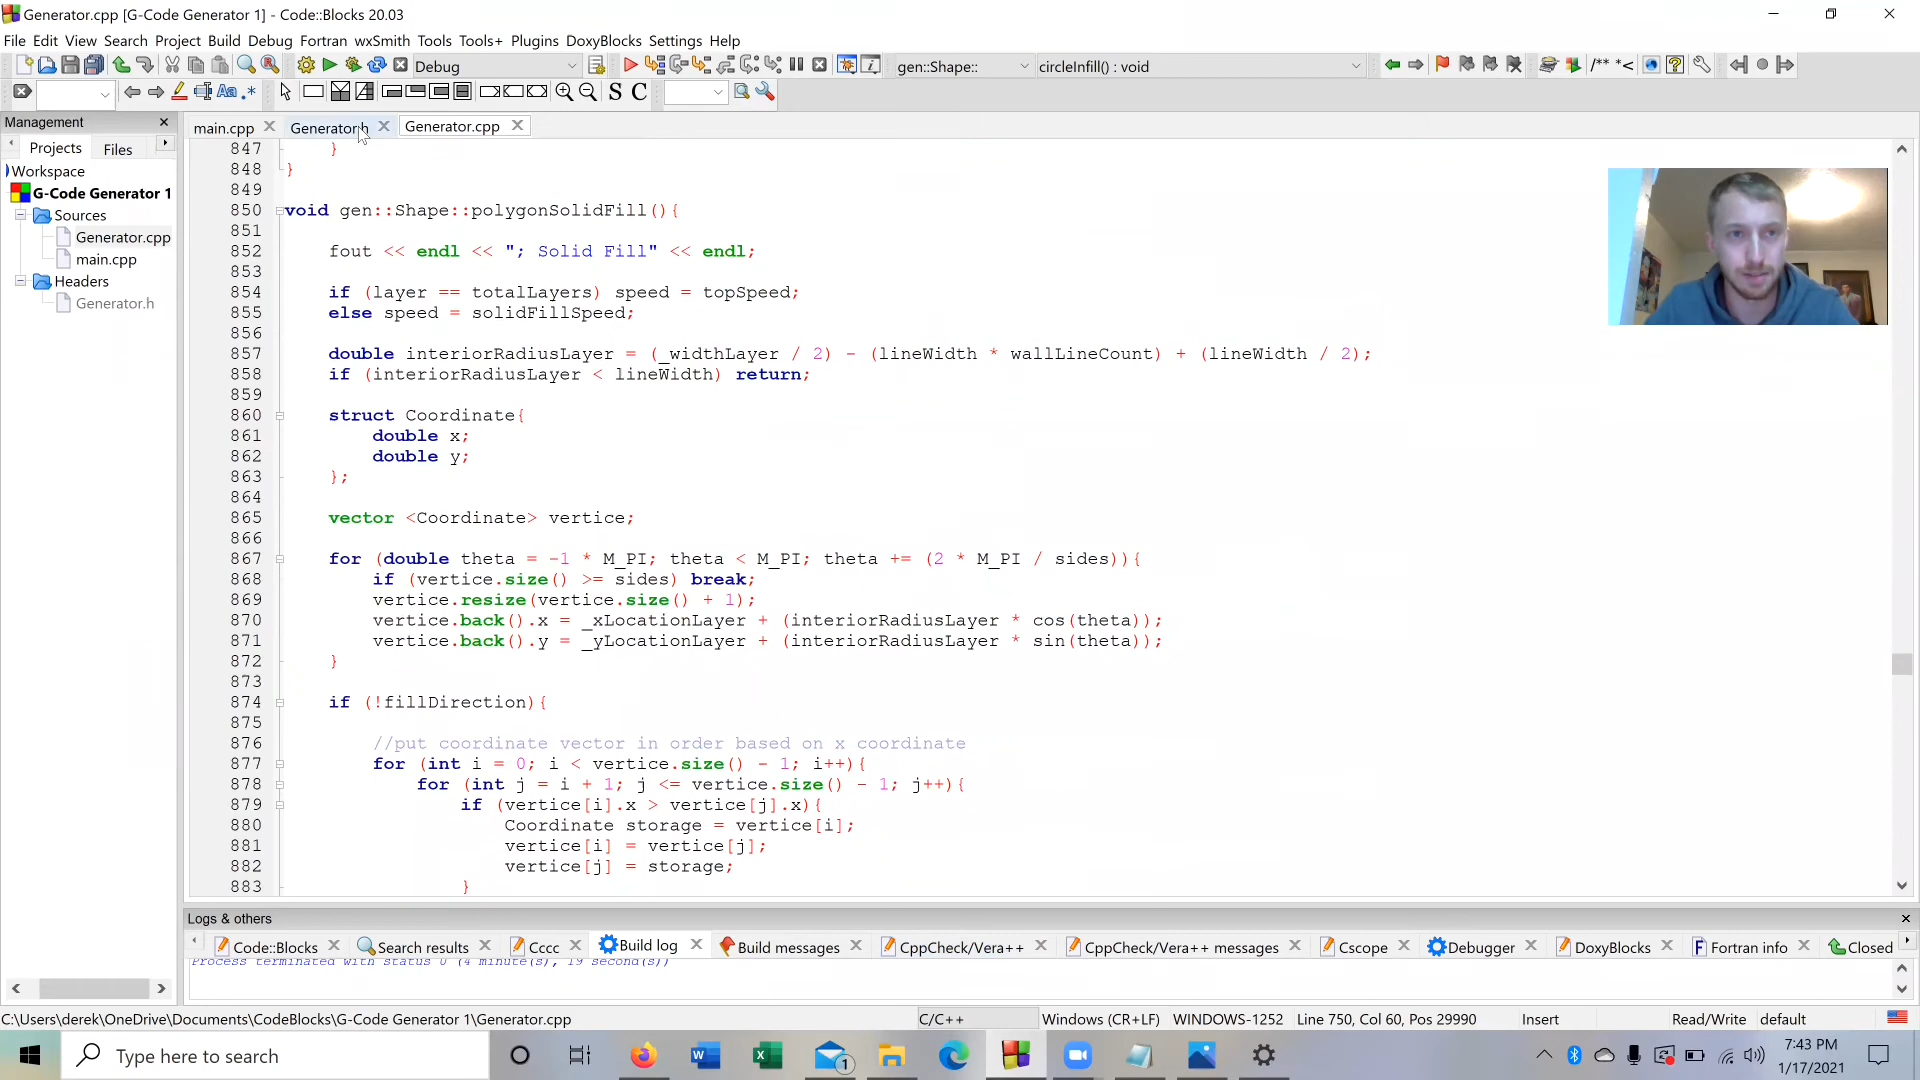 Generator.cpp [G-Code Generator 1] - Code::Blocks 20.03
File Edit View Search Project Build Debug Fortran wxSmith Tools Tools+ Plugins DoxyBlocks Settings Help
Debug
gen::Shape::
circleInfill() : void
/** *<
Aa .*
S C
Management
main.cpp
Generator.h
Generator.cpp
Projects
Files
Workspace
G-Code Generator 1
Sources
Generator.cpp
main.cpp
Headers
Generator.h
847 }
848 }
849
850 void gen::Shape::polygonSolidFill(){
851
852 fout << endl << "; Solid Fill" << endl;
853
854 if (layer == totalLayers) speed = topSpeed;
855 else speed = solidFillSpeed;
856
857 double interiorRadiusLayer = (_widthLayer / 2) - (lineWidth * wallLineCount) + (lineWidth / 2);
858 if (interiorRadiusLayer < lineWidth) return;
859
860 struct Coordinate{
861 double x;
862 double y;
863 };
864
865 vector <Coordinate> vertice;
866
867 for (double theta = -1 * M_PI; theta < M_PI; theta += (2 * M_PI / sides)){
868 if (vertice.size() >= sides) break;
869 vertice.resize(vertice.size() + 1);
870 vertice.back().x = _xLocationLayer + (interiorRadiusLayer * cos(theta));
871 vertice.back().y = _yLocationLayer + (interiorRadiusLayer * sin(theta));
872 }
873
874 if (!fillDirection){
875
876 //put coordinate vector in order based on x coordinate
877 for (int i = 0; i < vertice.size() - 1; i++){
878 for (int j = i + 1; j <= vertice.size() - 1; j++){
879 if (vertice[i].x > vertice[j].x){
880 Coordinate storage = vertice[i];
881 vertice[i] = vertice[j];
882 vertice[j] = storage;
883 }
Logs & others
Code::Blocks
Search results
Cccc
Build log
Build messages
CppCheck/Vera++
CppCheck/Vera++ messages
Cscope
Debugger
DoxyBlocks
Fortran info
Closed
Process terminated with status 0 (4 minute(s), 19 second(s))
C:\Users\derek\OneDrive\Documents\CodeBlocks\G-Code Generator 1\Generator.cpp
C/C++
Windows (CR+LF)
WINDOWS-1252
Line 750, Col 60, Pos 29990
Insert
Read/Write
default
Type here to search
1
7:43 PM
1/17/2021